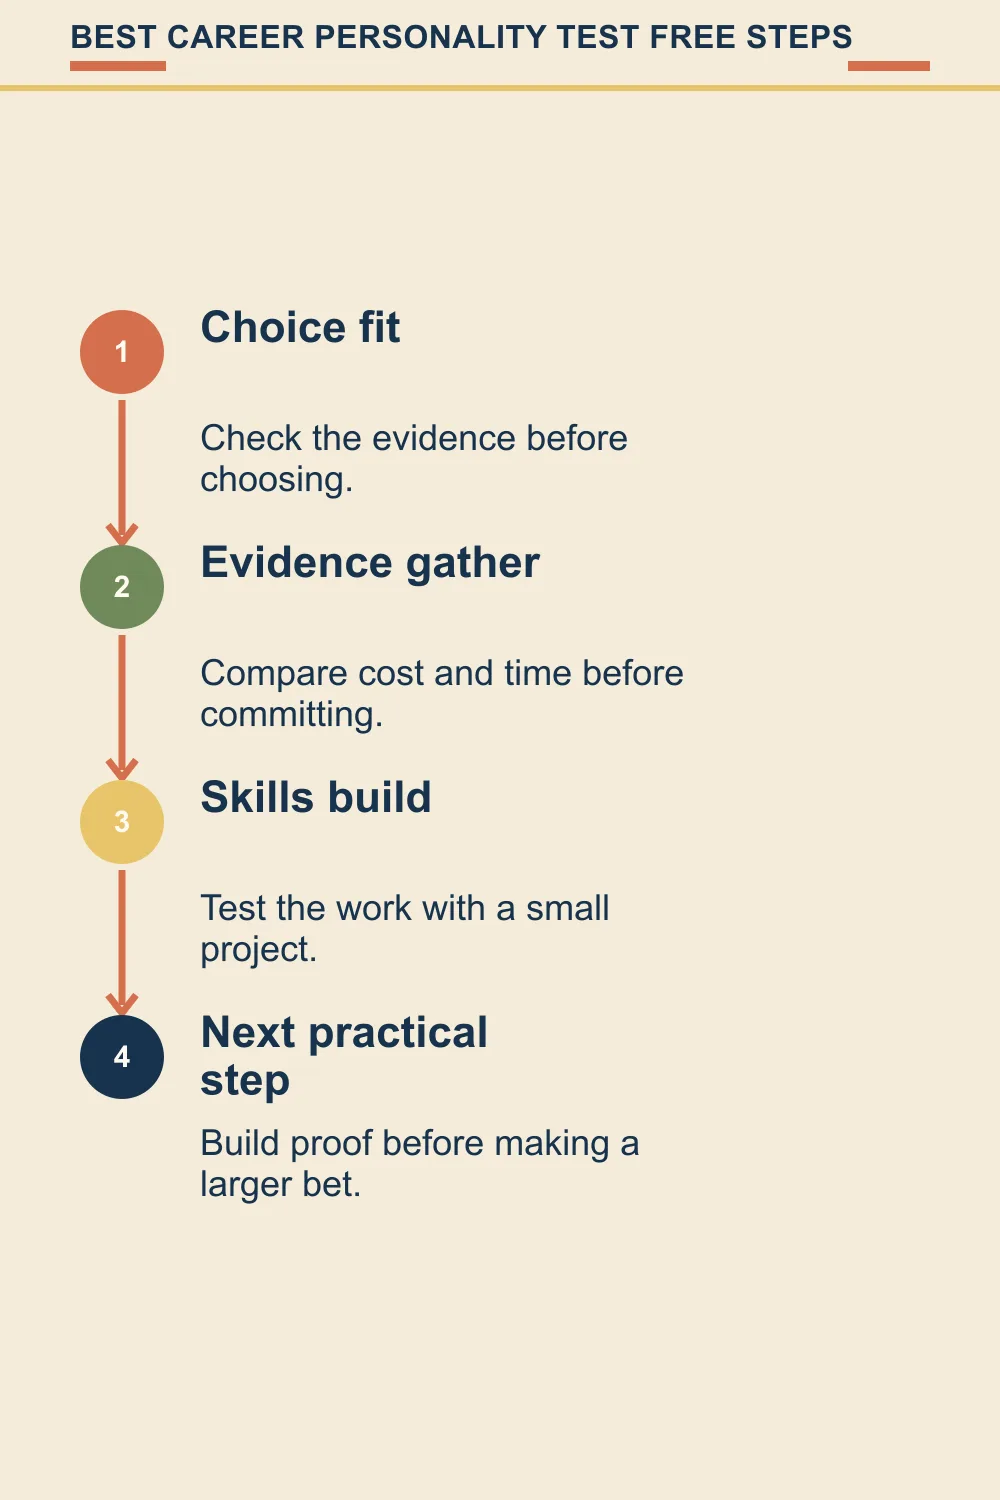 BEST CAREER PERSONALITY TEST FREE STEPS
1
Choice fit
Check the evidence before
choosing.
2
Evidence gather
Compare cost and time before
committing.
3
Skills build
Test the work with a small
project.
4
Next practical
step
Build proof before making a
larger bet.